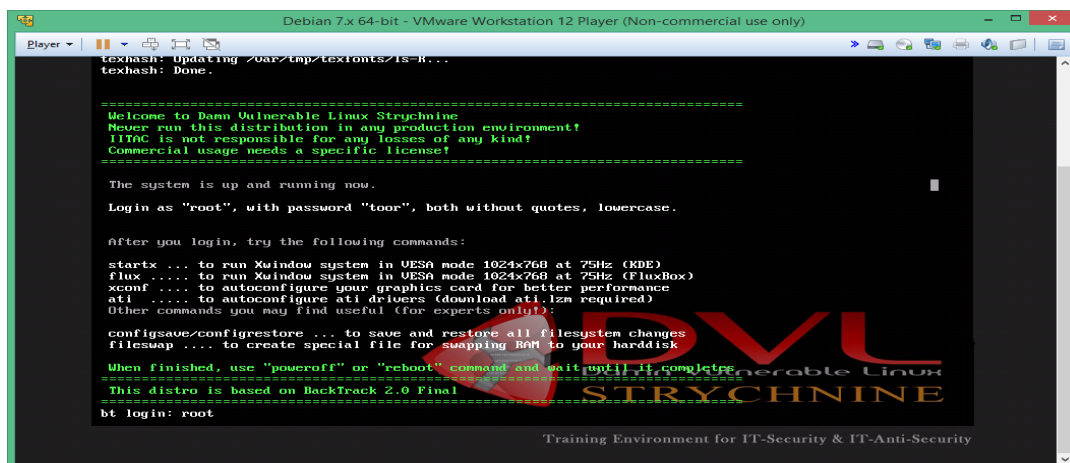 Debian 7.x 64-bit - VMware Workstation 12 Player (Non-commercial use only)
Player
texhash: Updating /var/tmp/texfonts/ls-R...
texhash: Done.
========================================================================
Welcome to Damn Vulnerable Linux Strychnine
Never run this distribution in any production environment!
IITAC is not responsible for any losses of any kind!
Commercial usage needs a specific license!
========================================================================
The system is up and running now.
Login as "root", with password "toor", both without quotes, lowercase.
After you login, try the following commands:
startx ... to run Xwindow system in VESA mode 1024x768 at 75Hz (KDE)
flux ..... to run Xwindow system in VESA mode 1024x768 at 75Hz (FluxBox)
xconf .... to autoconfigure your graphics card for better performance
ati ..... to autoconfigure ati drivers (download ati.lzm required)
Other commands you may find useful (for experts only!):
configsave/configrestore ... to save and restore all filesystem changes
fileswap .... to create special file for swapping RAM to your harddisk
DVL
When finished, use "poweroff" or "reboot" command and wait until it completes
Damn Vulnerable Linux
========================================================================
This distro is based on BackTrack 2.0 Final
STRYCHNINE
========================================================================
bt login: root
Training Environment for IT-Security & IT-Anti-Security